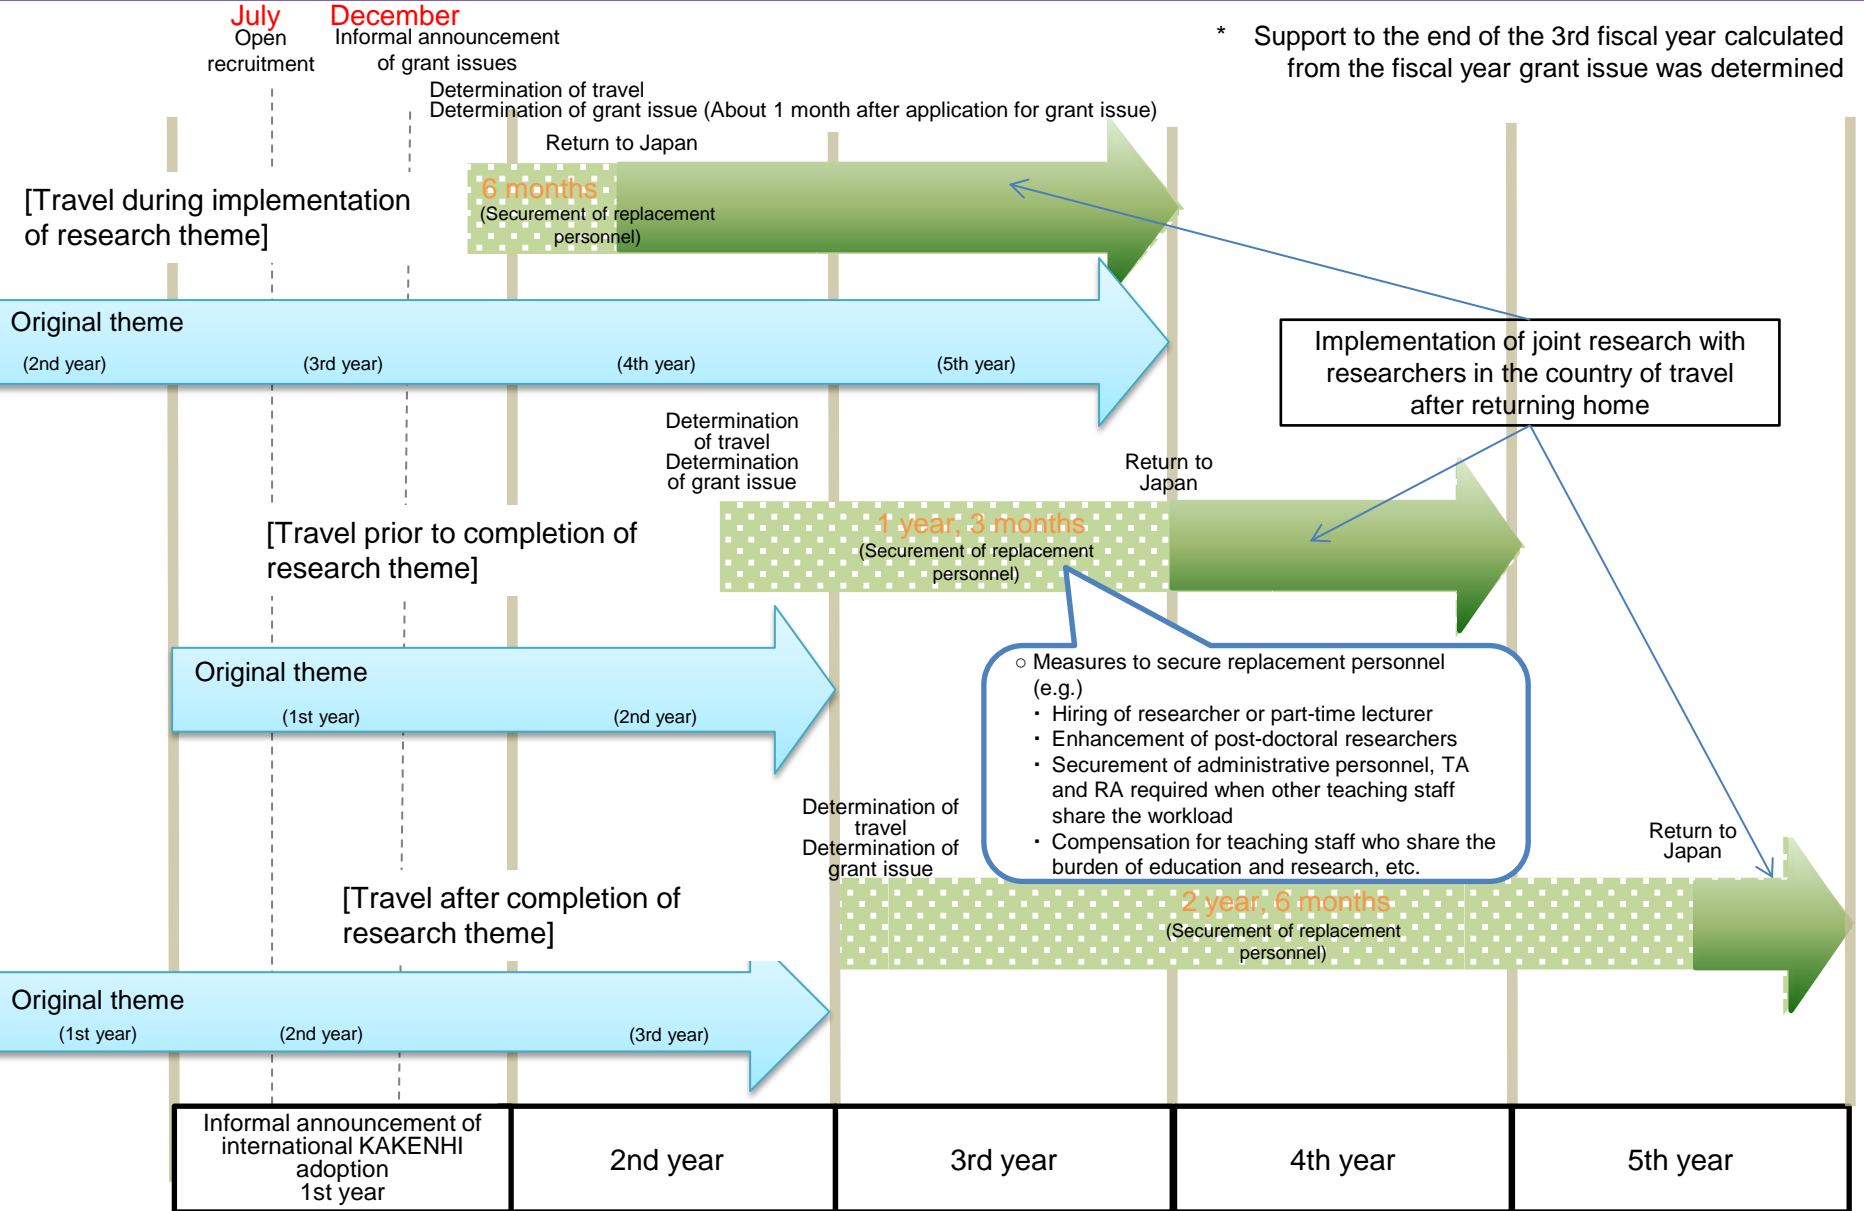 July
Open
recruitment
December
Informal announcement
of grant issues
* Support to the end of the 3rd fiscal year calculated
from the fiscal year grant issue was determined
Determination of travel
Determination of grant issue (About 1 month after application for grant issue)
Return to Japan
[Travel during implementation
of research theme]
6 months
(Securement of replacement
personnel)
Original theme
(2nd year)
(3rd year)
(4th year)
(5th year)
Implementation of joint research with
researchers in the country of travel
after returning home
Determination
of travel
Determination
of grant issue
Return to
Japan
[Travel prior to completion of
research theme]
1 year, 3 months
(Securement of replacement
personnel)
Original theme
(1st year)
(2nd year)
○ Measures to secure replacement personnel
(e.g.)
・ Hiring of researcher or part-time lecturer
・ Enhancement of post-doctoral researchers
・ Securement of administrative personnel, TA
and RA required when other teaching staff
share the workload
・ Compensation for teaching staff who share the
burden of education and research, etc.
Determination of
travel
Determination of
grant issue
Return to
Japan
[Travel after completion of
research theme]
2 year, 6 months
(Securement of replacement
personnel)
Original theme
(1st year)
(2nd year)
(3rd year)
Informal announcement of
international KAKENHI
adoption
1st year
2nd year
3rd year
4th year
5th year